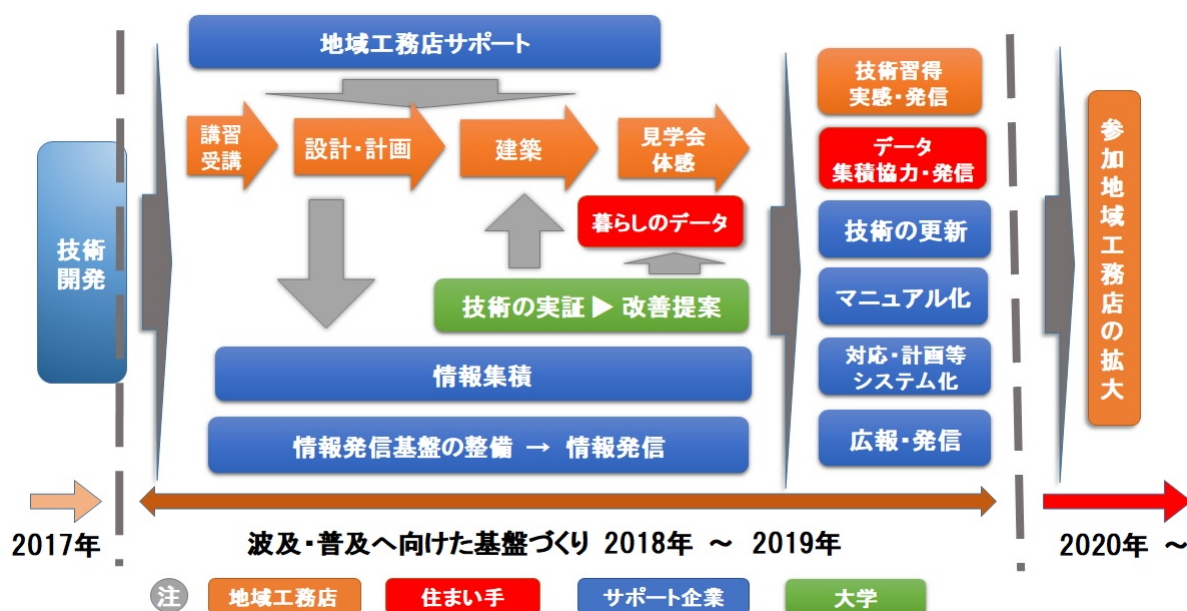 地域工務店サポート
講習
受講
設計・計画
建築
見学会
体感
暮らしのデータ
技術の実証 ▶ 改善提案
情報集積
情報発信基盤の整備 → 情報発信
技術
開発
技術習得
実感・発信
データ
集積協力・発信
技術の更新
マニュアル化
対応・計画等
システム化
広報・発信
参加地域工務店の拡大
2017年
波及・普及へ向けた基盤づくり 2018年 ～ 2019年
2020年 ～
注
地域工務店
住まい手
サポート企業
大学